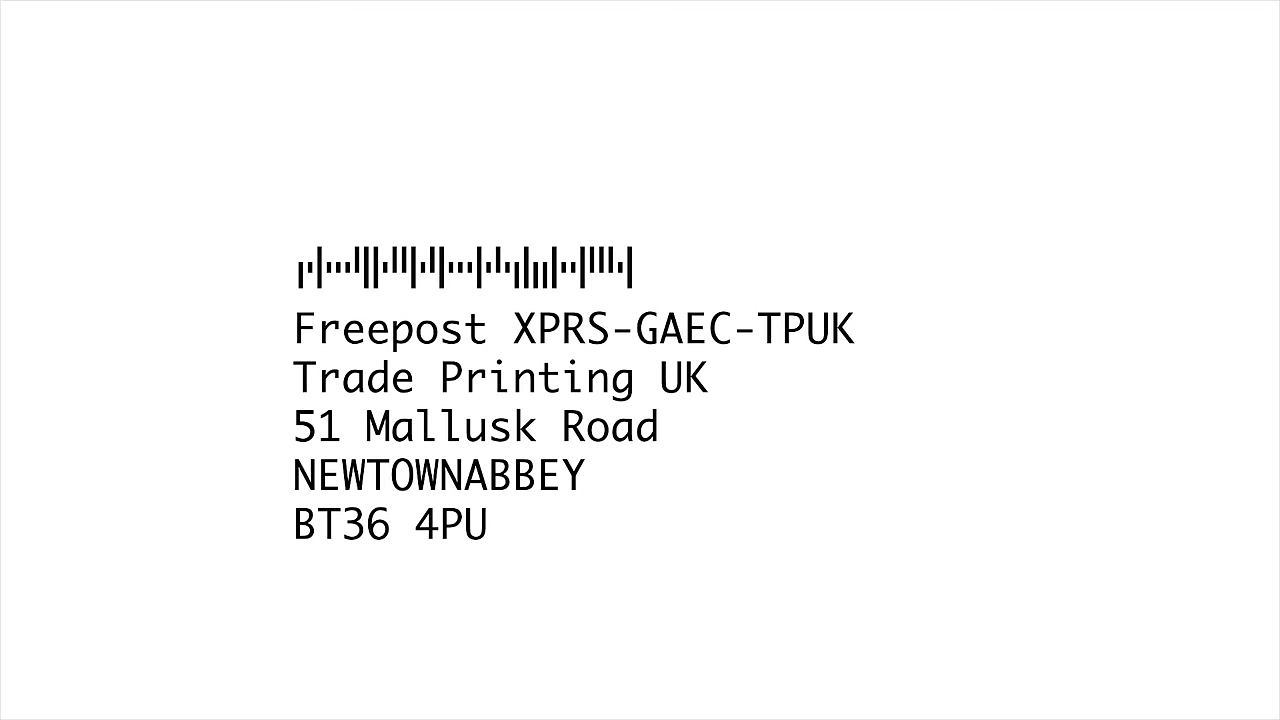 Freepost XPRS-GAEC-TPUK
Trade Printing UK
51 Mallusk Road
NEWTOWNABBEY
BT36 4PU